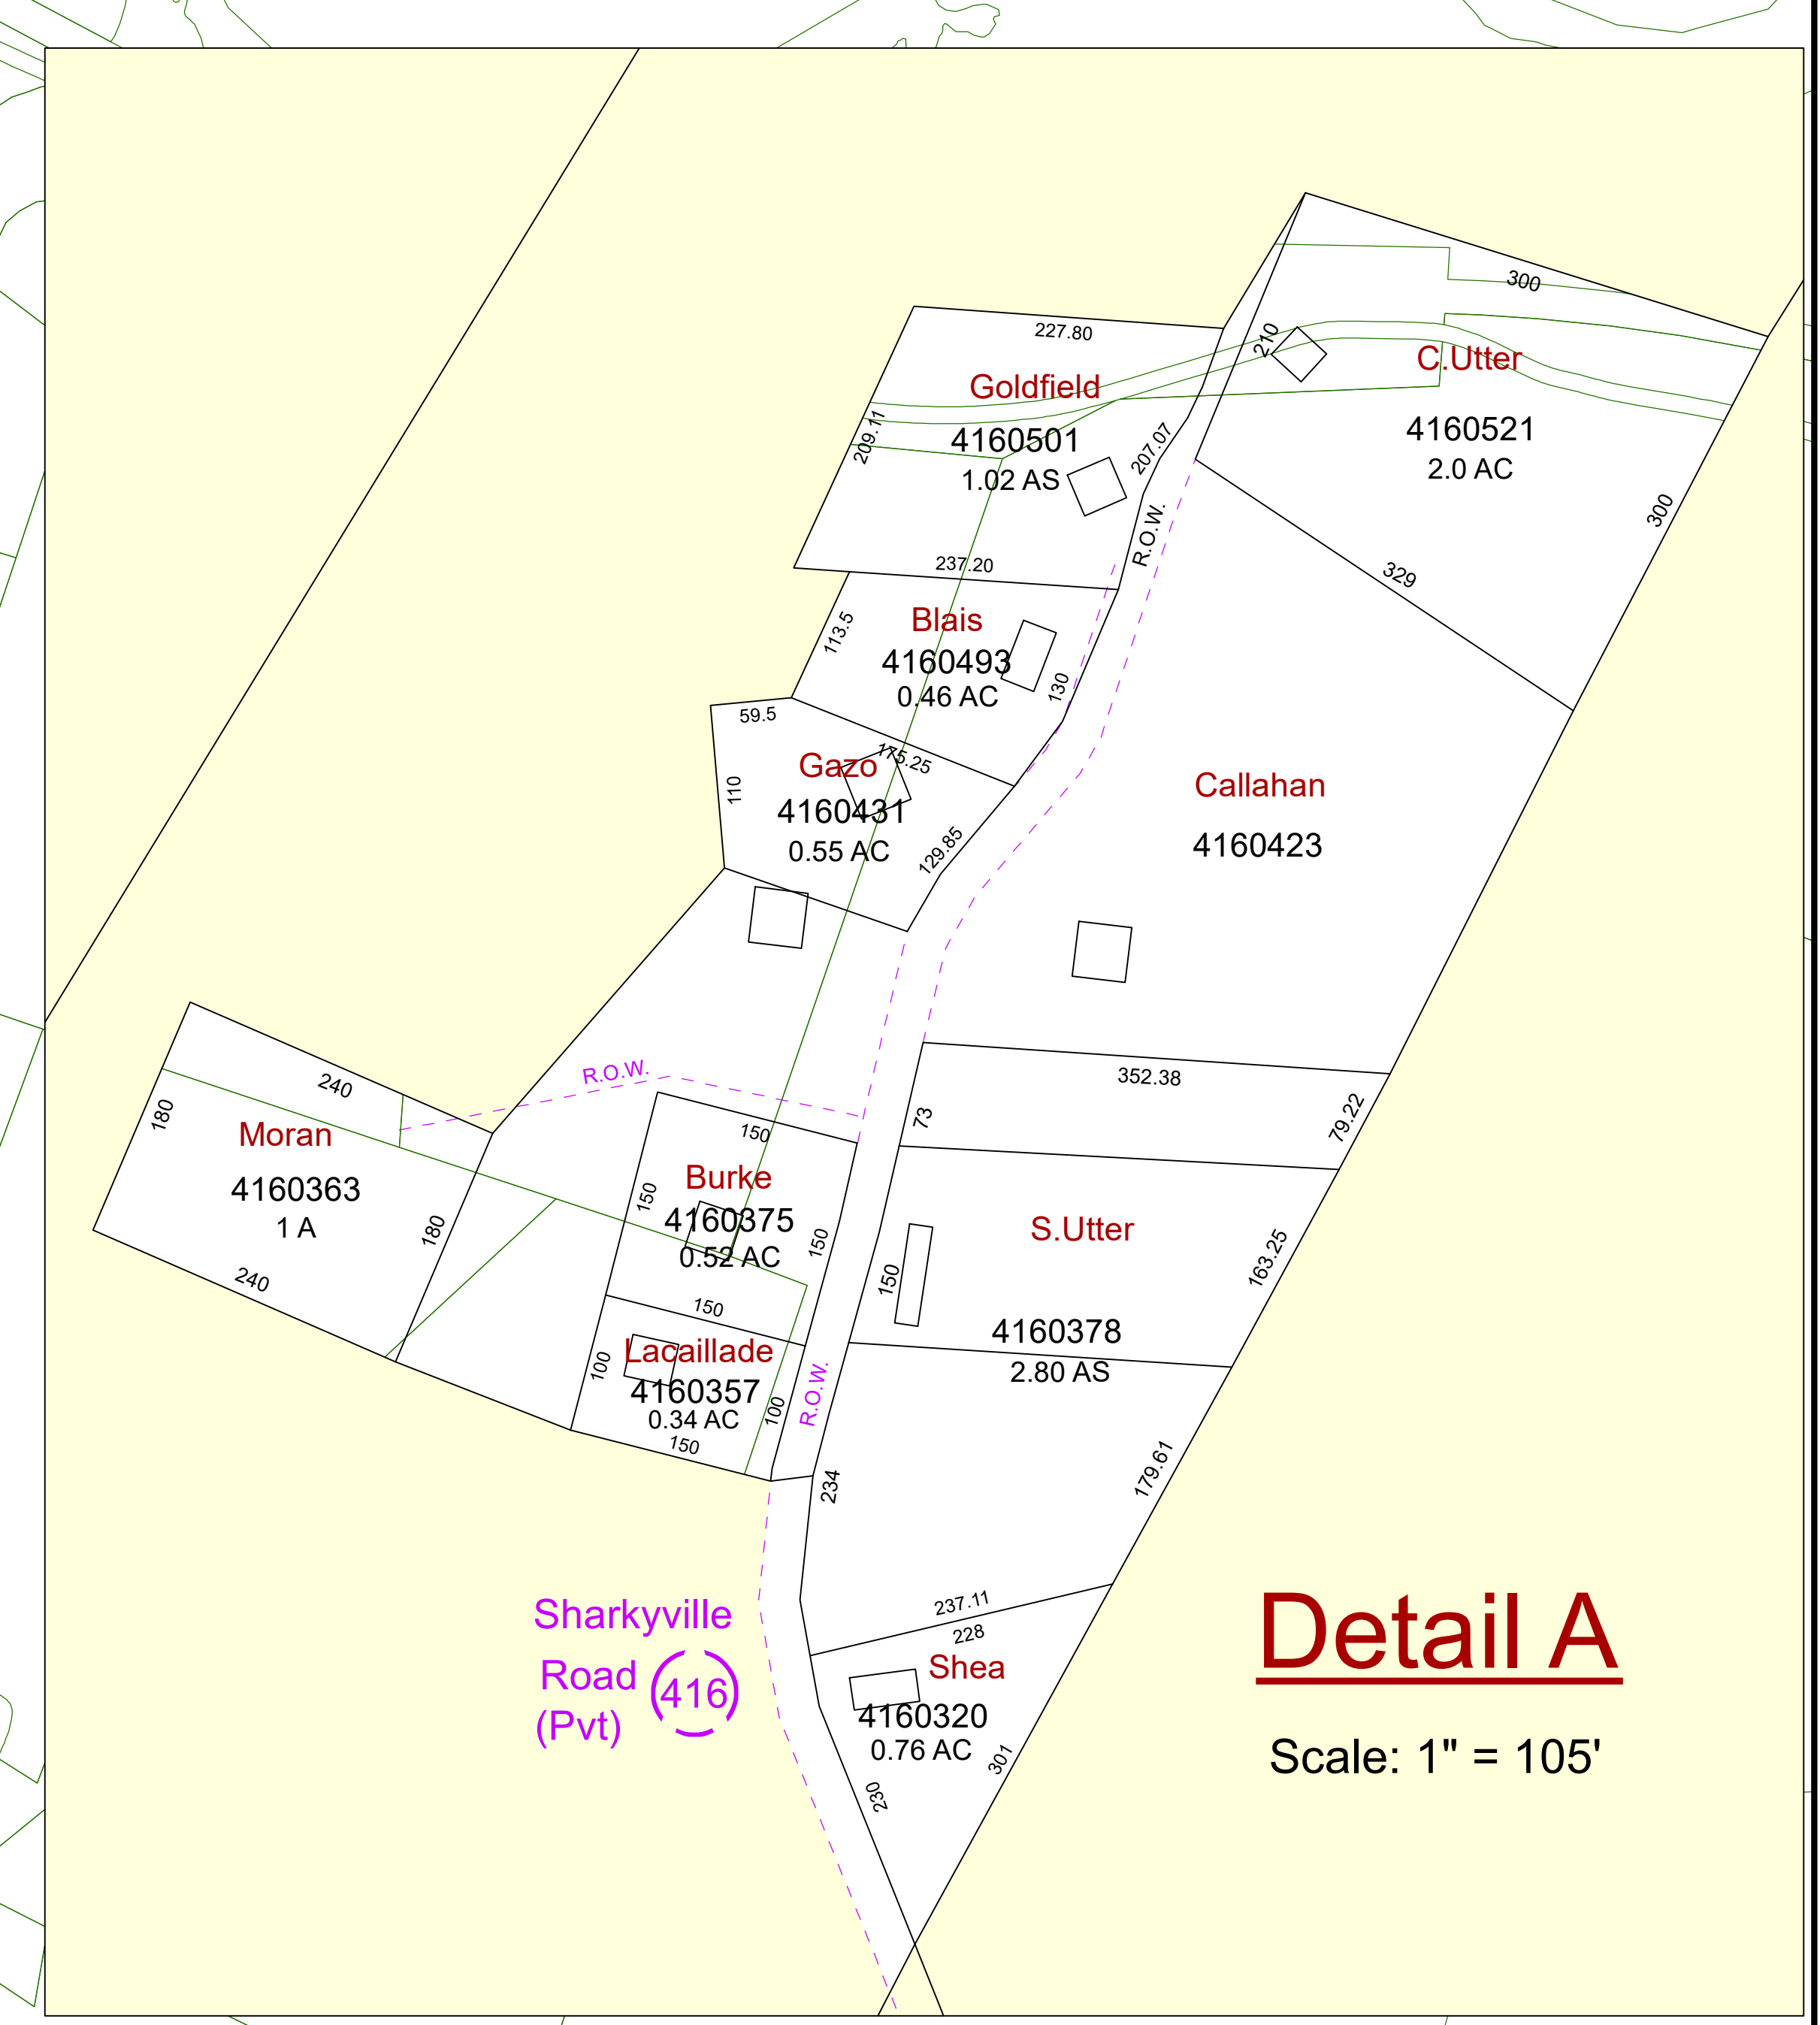 300
210
C.Utter
4160521
2.0 AC
300
329
227.80
Goldfield
209.11
4160501
1.02 AS
207.07
R.O.W.
237.20
Blais
113.5
4160493
0.46 AC
130
59.5
175.25
Gazo
110
4160431
0.55 AC
129.85
Callahan
4160423
R.O.W.
240
180
Moran
4160363
1 A
180
240
150
Burke
150
4160375
0.52 AC
150
150
Lacaillade
100
4160357
0.34 AC
100
150
R.O.W.
352.38
73
79.22
S.Utter
150
163.25
4160378
2.80 AS
234
179.61
237.11
228
Shea
4160320
0.76 AC
230
301
Sharkyville
Road
(Pvt)
416
Detail A
Scale: 1" = 105'